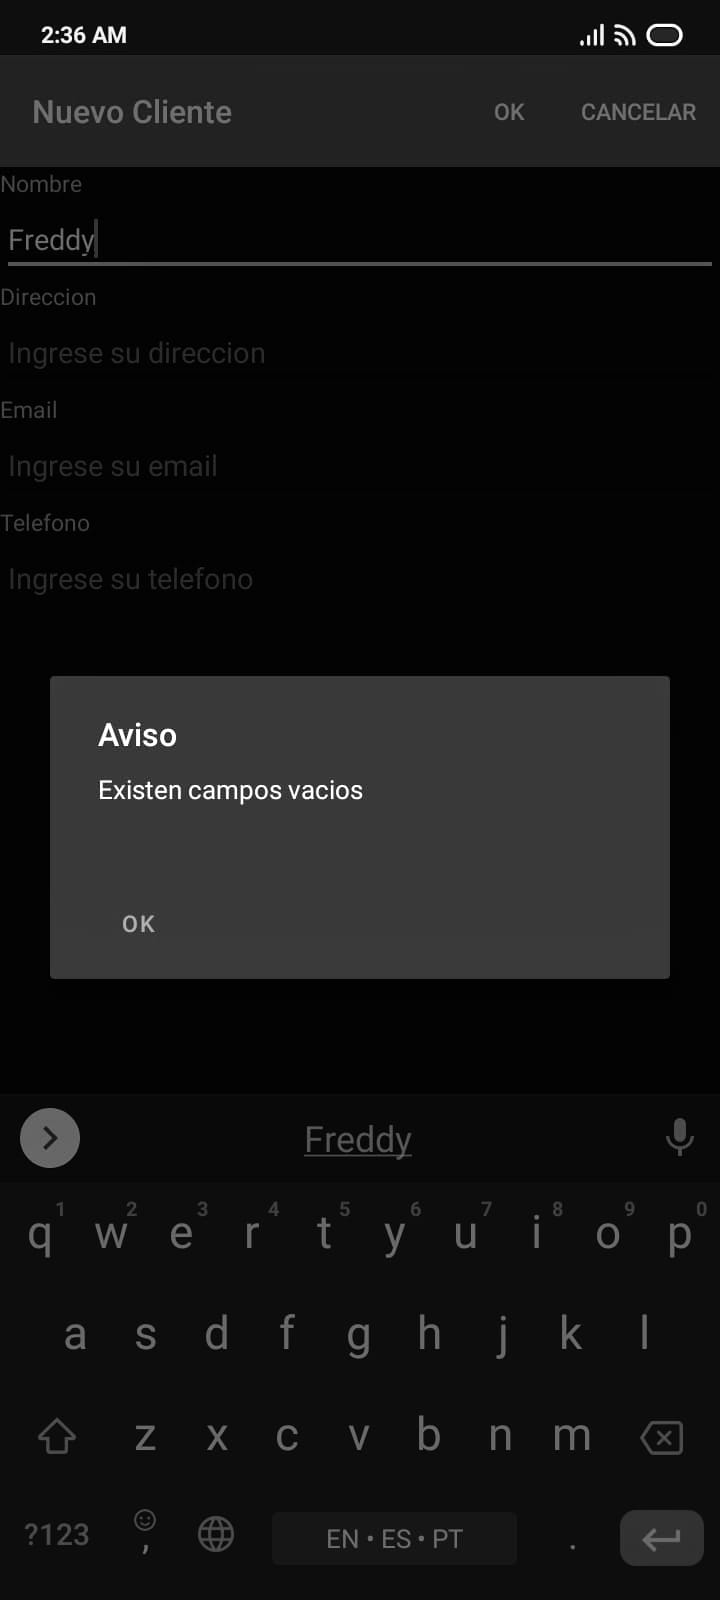 2:36 AM
Nuevo Cliente OK CANCELAR
Nombre
Freddy
Direccion
Ingrese su direccion
Email
Ingrese su email
Telefono
Ingrese su telefono
Aviso
Existen campos vacios
OK
Freddy
1 2 3 4 5 6 7 8 9 0
q w e r t y u i o p
a s d f g h j k l
z x c v b n m
?123 , EN • ES • PT .